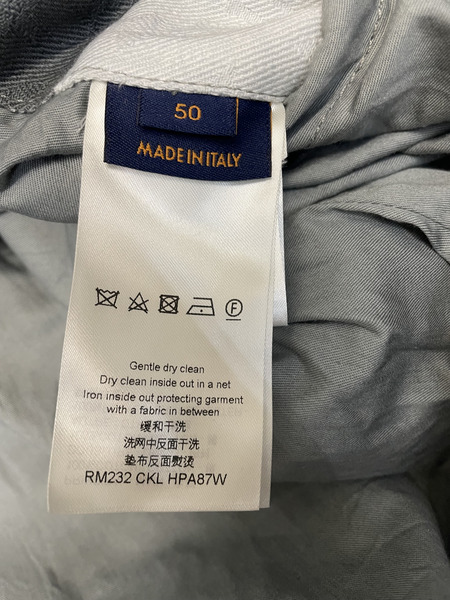 50
MADE IN ITALY
F
Gentle dry clean
Dry clean inside out in a net
Iron inside out protecting garment
with a fabric in between
缓和干洗
洗网中反面干洗
垫布反面熨烫
RM232 CKL HPA87W